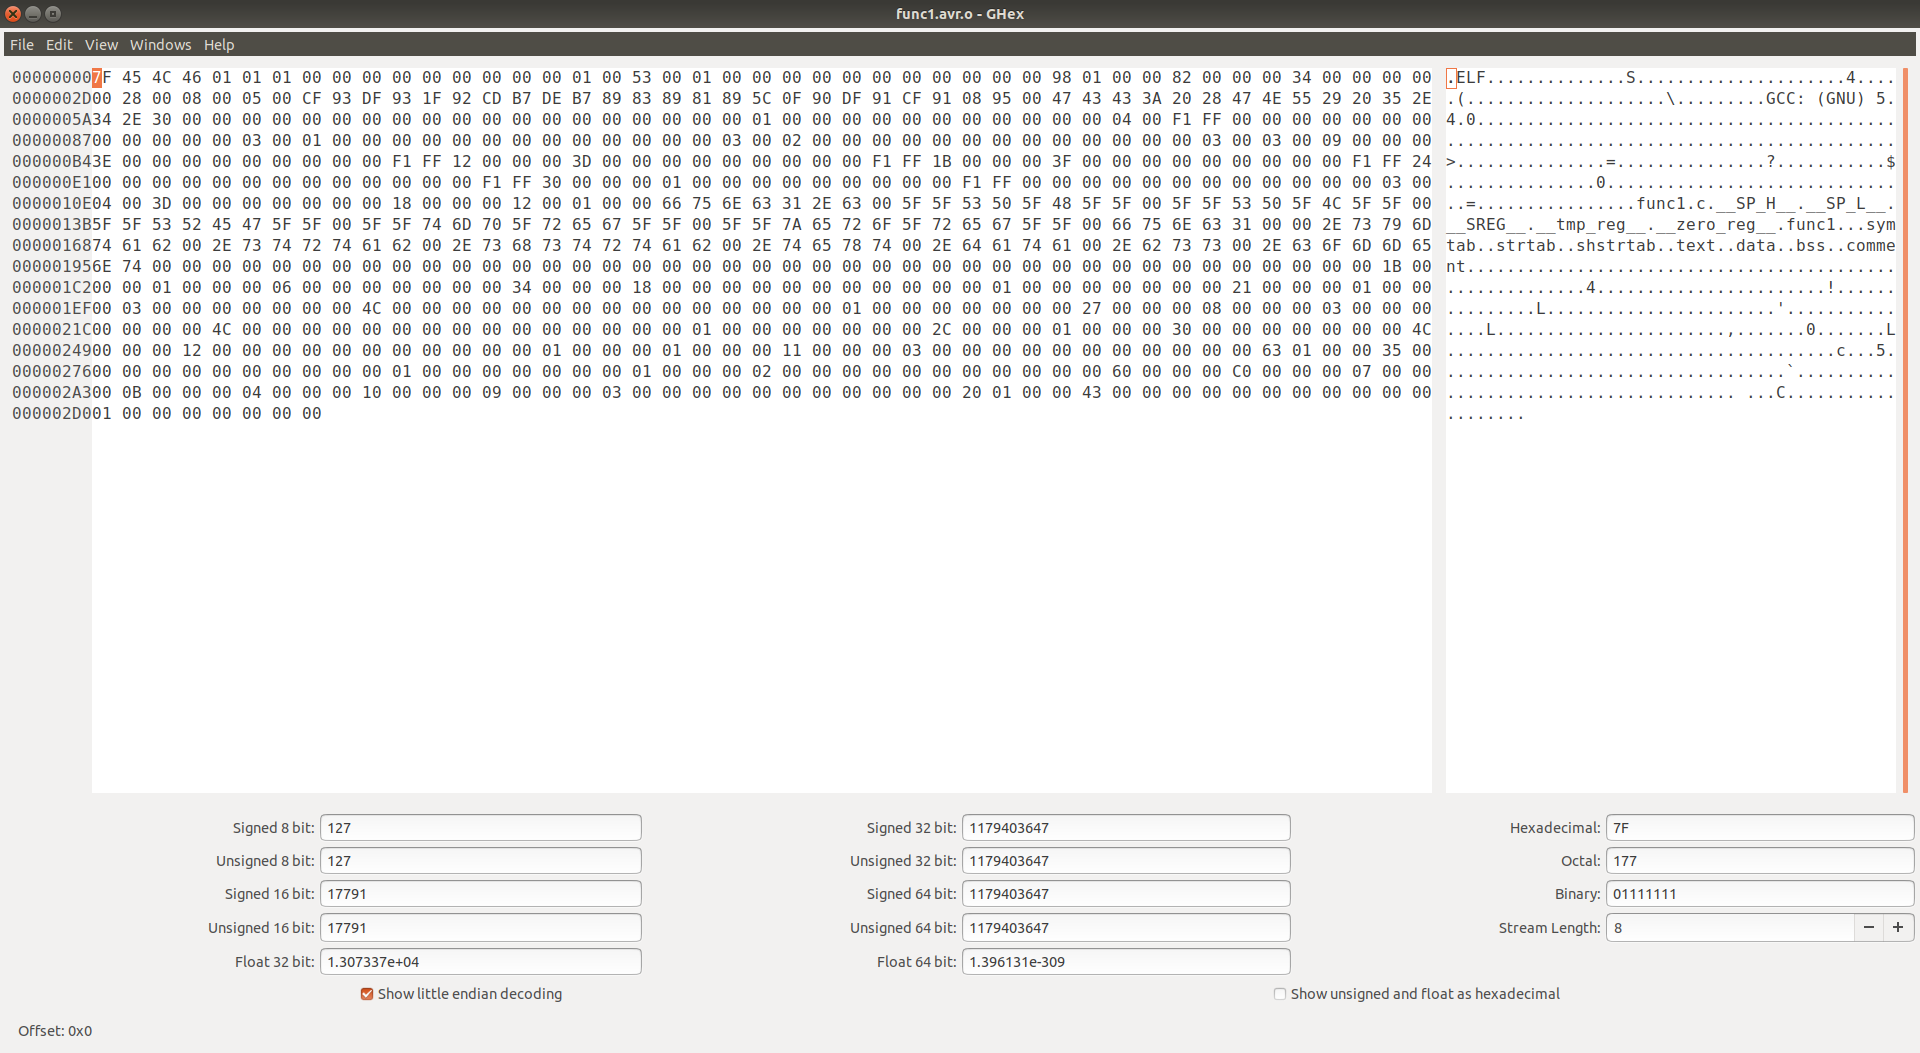 func1.avr.o - GHex
File Edit View Windows Help
000000007F 45 4C 46 01 01 01 00 00 00 00 00 00 00 00 00 01 00 53 00 01 00 00 00 00 00 00 00 00 00 00 00 98 01 00 00 82 00 00 00 34 00 00 00 00 .ELF..............S.....................4....
0000002D00 28 00 08 00 05 00 CF 93 DF 93 1F 92 CD B7 DE B7 89 83 89 81 89 5C 0F 90 DF 91 CF 91 08 95 00 47 43 43 3A 20 28 47 4E 55 29 20 35 2E .(....................\.........GCC: (GNU) 5.
0000005A34 2E 30 00 00 00 00 00 00 00 00 00 00 00 00 00 00 00 00 00 00 00 01 00 00 00 00 00 00 00 00 00 00 00 04 00 F1 FF 00 00 00 00 00 00 00 4.0..........................................
0000008700 00 00 00 00 03 00 01 00 00 00 00 00 00 00 00 00 00 00 00 00 03 00 02 00 00 00 00 00 00 00 00 00 00 00 00 00 03 00 03 00 09 00 00 00 .............................................
000000B43E 00 00 00 00 00 00 00 00 00 F1 FF 12 00 00 00 3D 00 00 00 00 00 00 00 00 00 F1 FF 1B 00 00 00 3F 00 00 00 00 00 00 00 00 00 F1 FF 24 >...............=...............?...........$
000000E100 00 00 00 00 00 00 00 00 00 00 00 00 F1 FF 30 00 00 00 01 00 00 00 00 00 00 00 00 00 F1 FF 00 00 00 00 00 00 00 00 00 00 00 00 03 00 ...............0.............................
0000010E04 00 3D 00 00 00 00 00 00 00 18 00 00 00 12 00 01 00 00 66 75 6E 63 31 2E 63 00 5F 5F 53 50 5F 48 5F 5F 00 5F 5F 53 50 5F 4C 5F 5F 00 ..=................func1.c.__SP_H__.__SP_L__.
0000013B5F 5F 53 52 45 47 5F 5F 00 5F 5F 74 6D 70 5F 72 65 67 5F 5F 00 5F 5F 7A 65 72 6F 5F 72 65 67 5F 5F 00 66 75 6E 63 31 00 00 2E 73 79 6D __SREG__.__tmp_reg__.__zero_reg__.func1...sym
0000016874 61 62 00 2E 73 74 72 74 61 62 00 2E 73 68 73 74 72 74 61 62 00 2E 74 65 78 74 00 2E 64 61 74 61 00 2E 62 73 73 00 2E 63 6F 6D 6D 65 tab..strtab..shstrtab..text..data..bss..comme
000001956E 74 00 00 00 00 00 00 00 00 00 00 00 00 00 00 00 00 00 00 00 00 00 00 00 00 00 00 00 00 00 00 00 00 00 00 00 00 00 00 00 00 00 1B 00 nt...........................................
000001C200 00 01 00 00 00 06 00 00 00 00 00 00 00 34 00 00 00 18 00 00 00 00 00 00 00 00 00 00 00 01 00 00 00 00 00 00 00 21 00 00 00 01 00 00 ..............4.......................!......
000001EF00 03 00 00 00 00 00 00 00 4C 00 00 00 00 00 00 00 00 00 00 00 00 00 00 00 01 00 00 00 00 00 00 00 27 00 00 00 08 00 00 00 03 00 00 00 .........L.......................'...........
0000021C00 00 00 00 4C 00 00 00 00 00 00 00 00 00 00 00 00 00 00 00 01 00 00 00 00 00 00 00 2C 00 00 00 01 00 00 00 30 00 00 00 00 00 00 00 4C ....L.......................,.......0.......L
0000024900 00 00 12 00 00 00 00 00 00 00 00 00 00 00 01 00 00 00 01 00 00 00 11 00 00 00 03 00 00 00 00 00 00 00 00 00 00 00 63 01 00 00 35 00 .......................................c...5.
0000027600 00 00 00 00 00 00 00 00 00 01 00 00 00 00 00 00 00 01 00 00 00 02 00 00 00 00 00 00 00 00 00 00 00 60 00 00 00 C0 00 00 00 07 00 00 ..................................`..........
000002A300 0B 00 00 00 04 00 00 00 10 00 00 00 09 00 00 00 03 00 00 00 00 00 00 00 00 00 00 00 20 01 00 00 43 00 00 00 00 00 00 00 00 00 00 00 ............................. ...C...........
000002D001 00 00 00 00 00 00 00 ........
Signed 8 bit: 127 Signed 32 bit: 1179403647 Hexadecimal: 7F
Unsigned 8 bit: 127 Unsigned 32 bit: 1179403647 Octal: 177
Signed 16 bit: 17791 Signed 64 bit: 1179403647 Binary: 01111111
Unsigned 16 bit: 17791 Unsigned 64 bit: 1179403647 Stream Length: 8 − +
Float 32 bit: 1.307337e+04 Float 64 bit: 1.396131e-309
Show little endian decoding Show unsigned and float as hexadecimal
Offset: 0x0